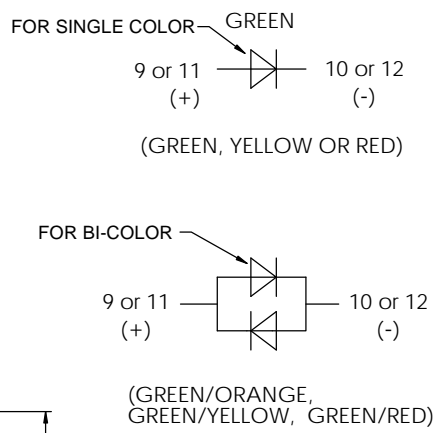 FOR SINGLE COLOR GREEN
9 or 11 10 or 12
(+) (-)
(GREEN, YELLOW OR RED)
FOR BI-COLOR
9 or 11 10 or 12
(+) (-)
(GREEN/ORANGE,
GREEN/YELLOW, GREEN/RED)